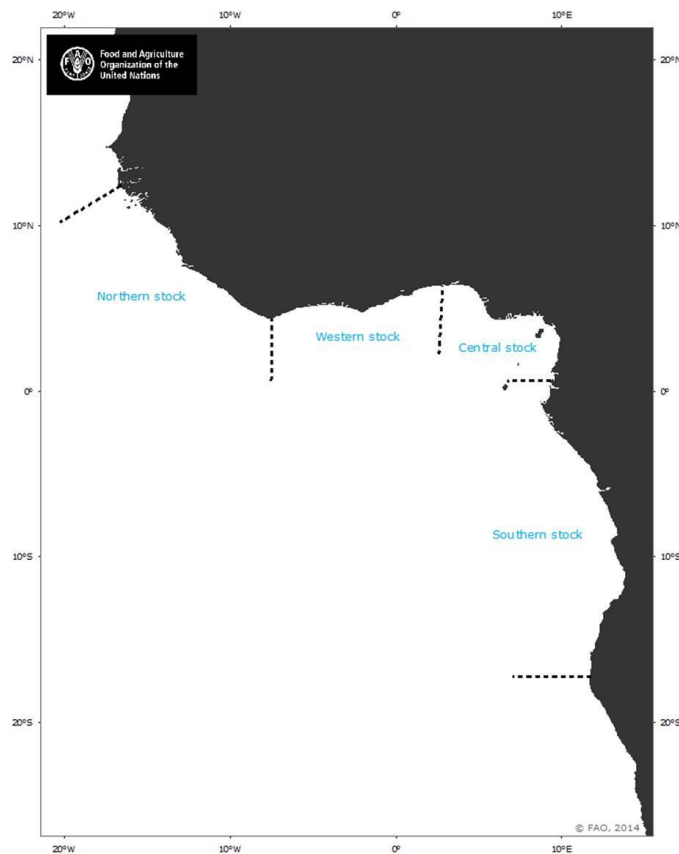 20°W 10°W 0° 10°E
20°N 20°N
F A O
Food and Agriculture
Organization of the
United Nations
10°N 10°N
Northern stock
Western stock
Central stock
0° 0°
Southern stock
10°S 10°S
20°S 20°S
© FAO, 2014
20°W 10°W 0° 10°E